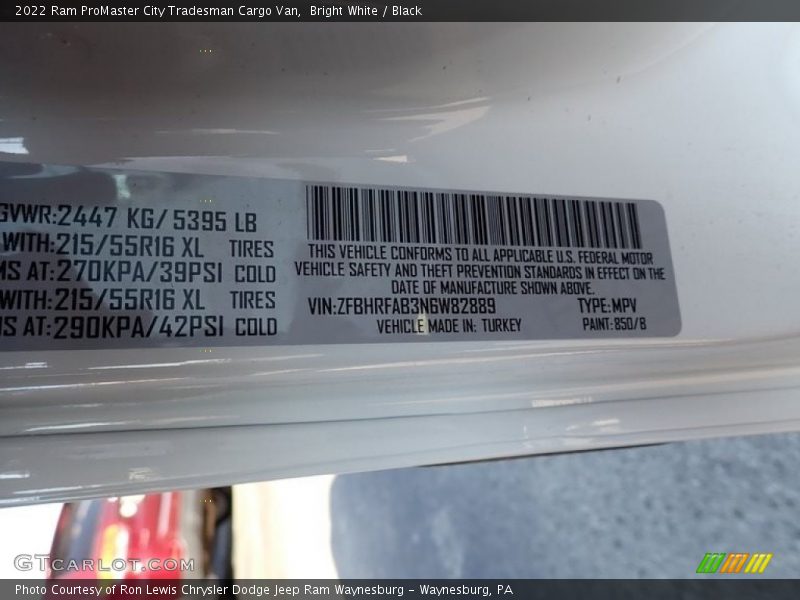 2022 Ram ProMaster City Tradesman Cargo Van, Bright White / Black
GVWR:2447 KG/5395 LB
WITH:215/55R16 XL TIRES
MS AT:270KPA/39PSI COLD
WITH:215/55R16 XL TIRES
MS AT:290KPA/42PSI COLD
THIS VEHICLE CONFORMS TO ALL APPLICABLE U.S. FEDERAL MOTOR
VEHICLE SAFETY AND THEFT PREVENTION STANDARDS IN EFFECT ON THE
DATE OF MANUFACTURE SHOWN ABOVE.
VIN:ZFBHRFAB3N6W82889 TYPE:MPV
VEHICLE MADE IN: TURKEY PAINT:850/B
GTCarLot.com
Photo Courtesy of Ron Lewis Chrysler Dodge Jeep Ram Waynesburg - Waynesburg, PA